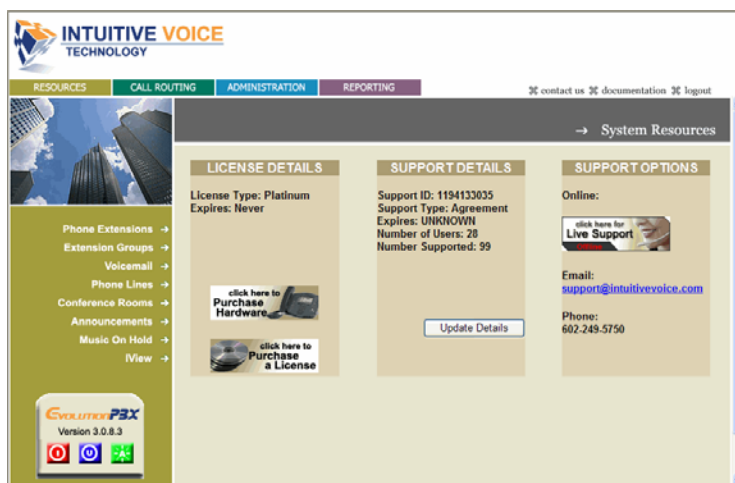 INTUITIVE VOICE
TECHNOLOGY
RESOURCES CALL ROUTING ADMINISTRATION REPORTING
contact us documentation logout
→ System Resources
LICENSE DETAILS
License Type: Platinum
Expires: Never
click here to
Purchase
Hardware
click here to
Purchase
a License
SUPPORT DETAILS
Support ID: 1194133035
Support Type: Agreement
Expires: UNKNOWN
Number of Users: 28
Number Supported: 99
Update Details
SUPPORT OPTIONS
Online:
click here for
Live Support
Offline
Email:
support@intuitivevoice.com
Phone:
602-249-5750
Phone Extensions →
Extension Groups →
Voicemail →
Phone Lines →
Conference Rooms →
Announcements →
Music On Hold →
IView →
EVOLUTIONPBX
Version 3.0.8.3